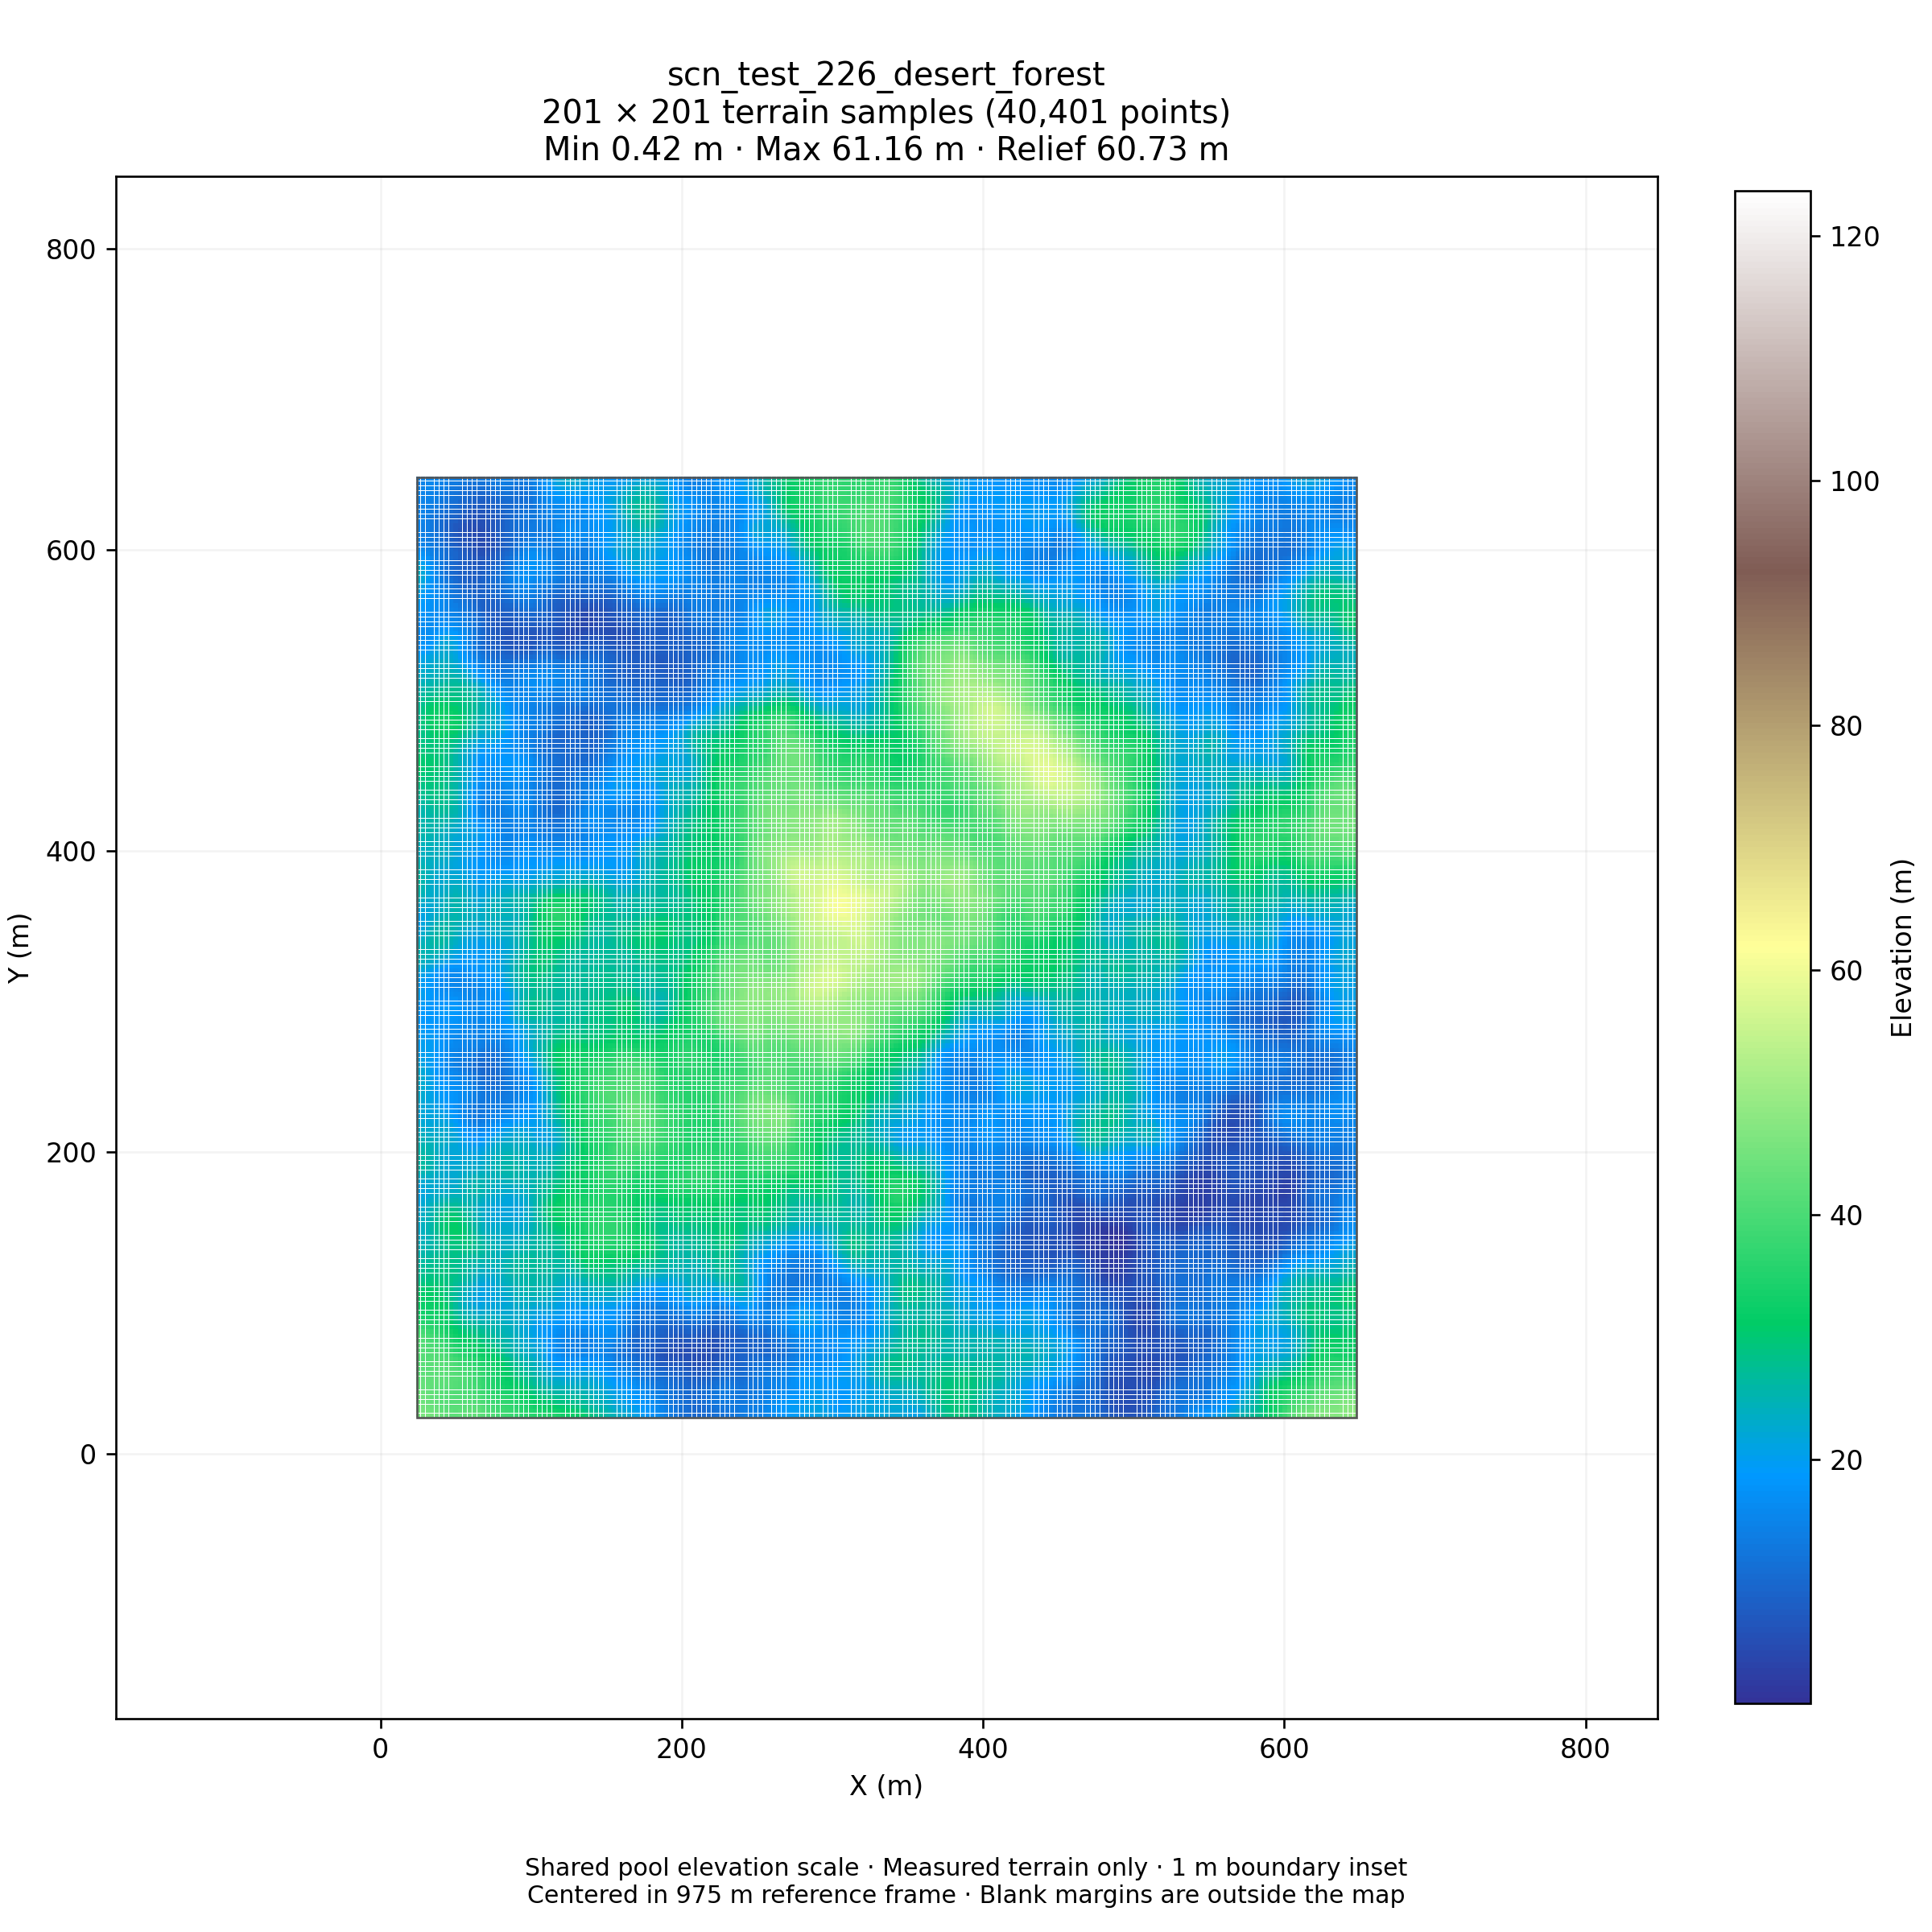 scn_test_226_desert_forest
201 × 201 terrain samples (40,401 points)
Min 0.42 m · Max 61.16 m · Relief 60.73 m
800
600
400
200
0
Y (m)
0
200
400
600
800
X (m)
120
100
80
60
40
20
Elevation (m)
Shared pool elevation scale · Measured terrain only · 1 m boundary inset
Centered in 975 m reference frame · Blank margins are outside the map